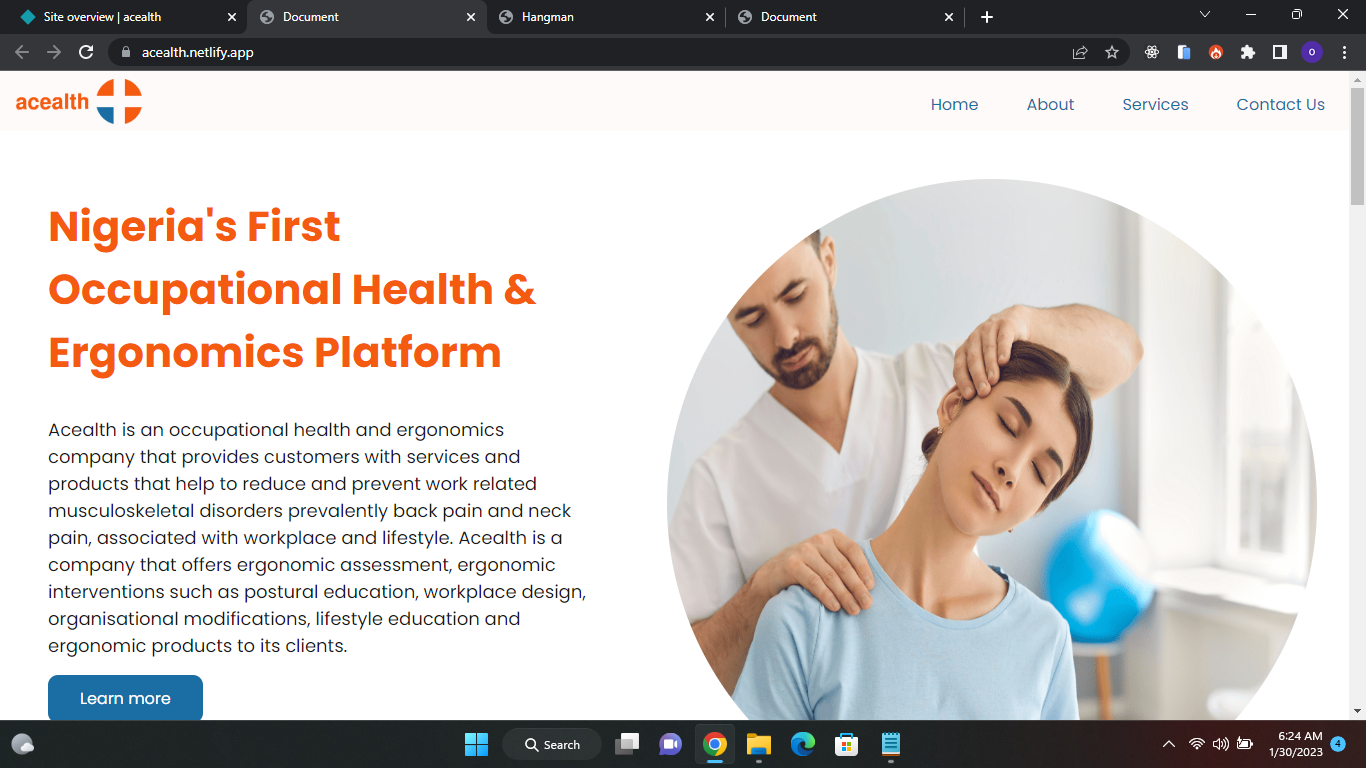 Site overview | acealth
Document
Hangman
Document
acealth.netlify.app
O
acealth
Home
About
Services
Contact Us
Nigeria's First
Occupational Health &
Ergonomics Platform
Acealth is an occupational health and ergonomics
company that provides customers with services and
products that help to reduce and prevent work related
musculoskeletal disorders prevalently back pain and neck
pain, associated with workplace and lifestyle. Acealth is a
company that offers ergonomic assessment, ergonomic
interventions such as postural education, workplace design,
organisational modifications, lifestyle education and
ergonomic products to its clients.
Learn more
Search
6:24 AM
1/30/2023
4